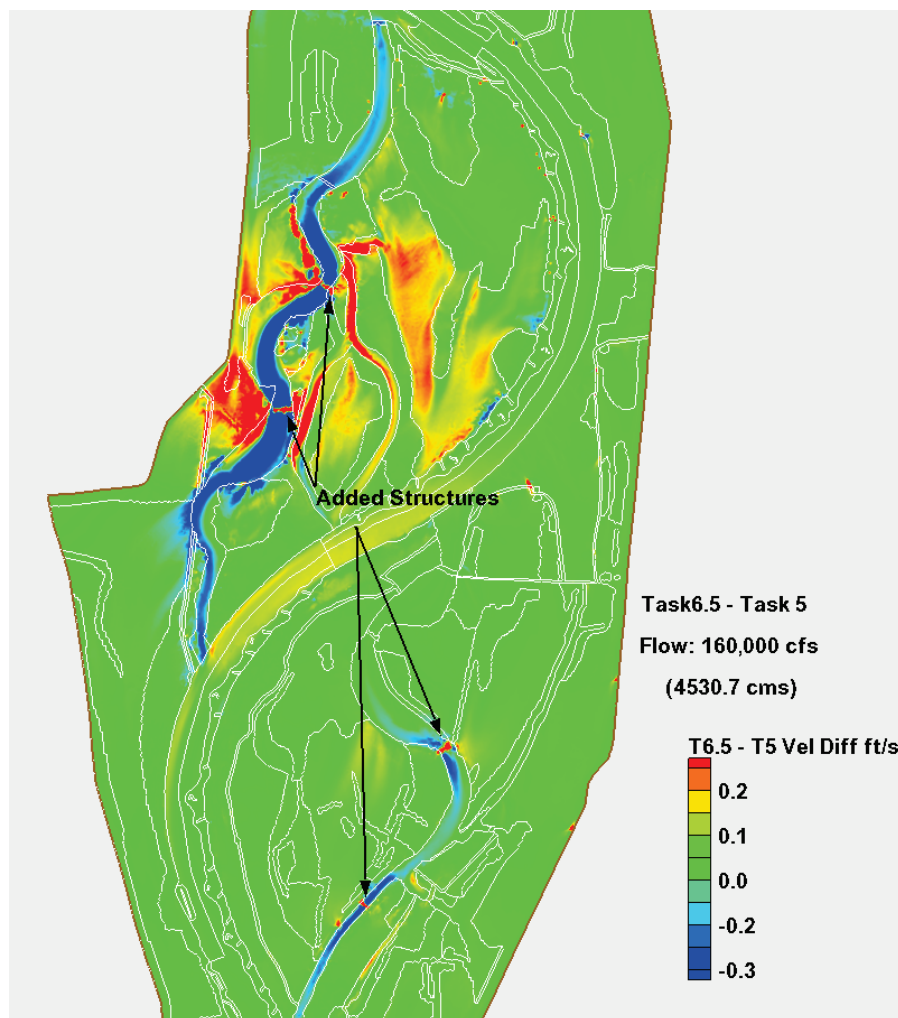 Added Structures
Task6.5 - Task 5
Flow: 160,000 cfs
(4530.7 cms)
T6.5 - T5 Vel Diff ft/s
0.2
0.1
0.0
-0.2
-0.3